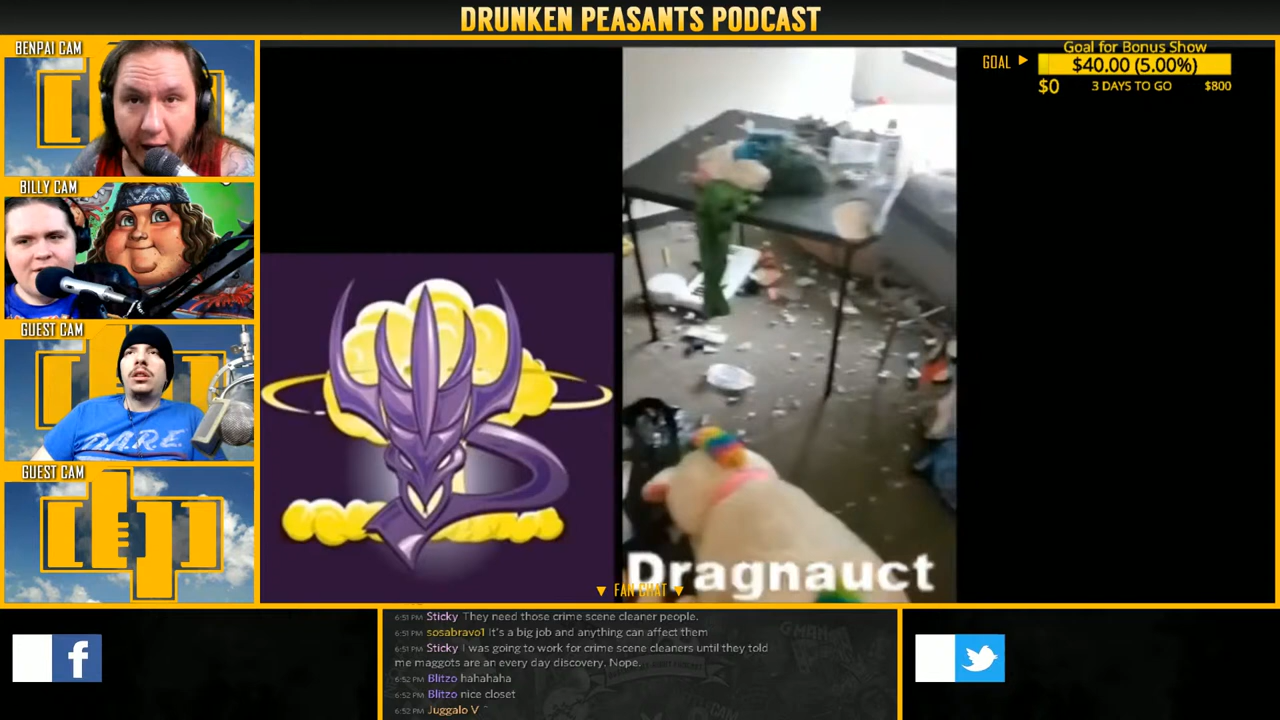 DRUNKEN PEASANTS PODCAST
BENPAI CAM
BILLY CAM
GUEST CAM
D.A.R.E.
GUEST CAM
Goal for Bonus Show
GOAL
$40.00 (5.00%)
$0 3 DAYS TO GO $800
Dragnauct
▼ FAN CHAT ▼
6:51 PM Sticky They need those crime scene cleaner people.
6:51 PM sosabravo1 It's a big job and anything can affect them
6:51 PM Sticky I was going to work for crime scene cleaners until they told
me maggots are an every day discovery. Nope.
6:52 PM Blitzo hahahaha
6:52 PM Blitzo nice closet
6:52 PM Juggalo V
f